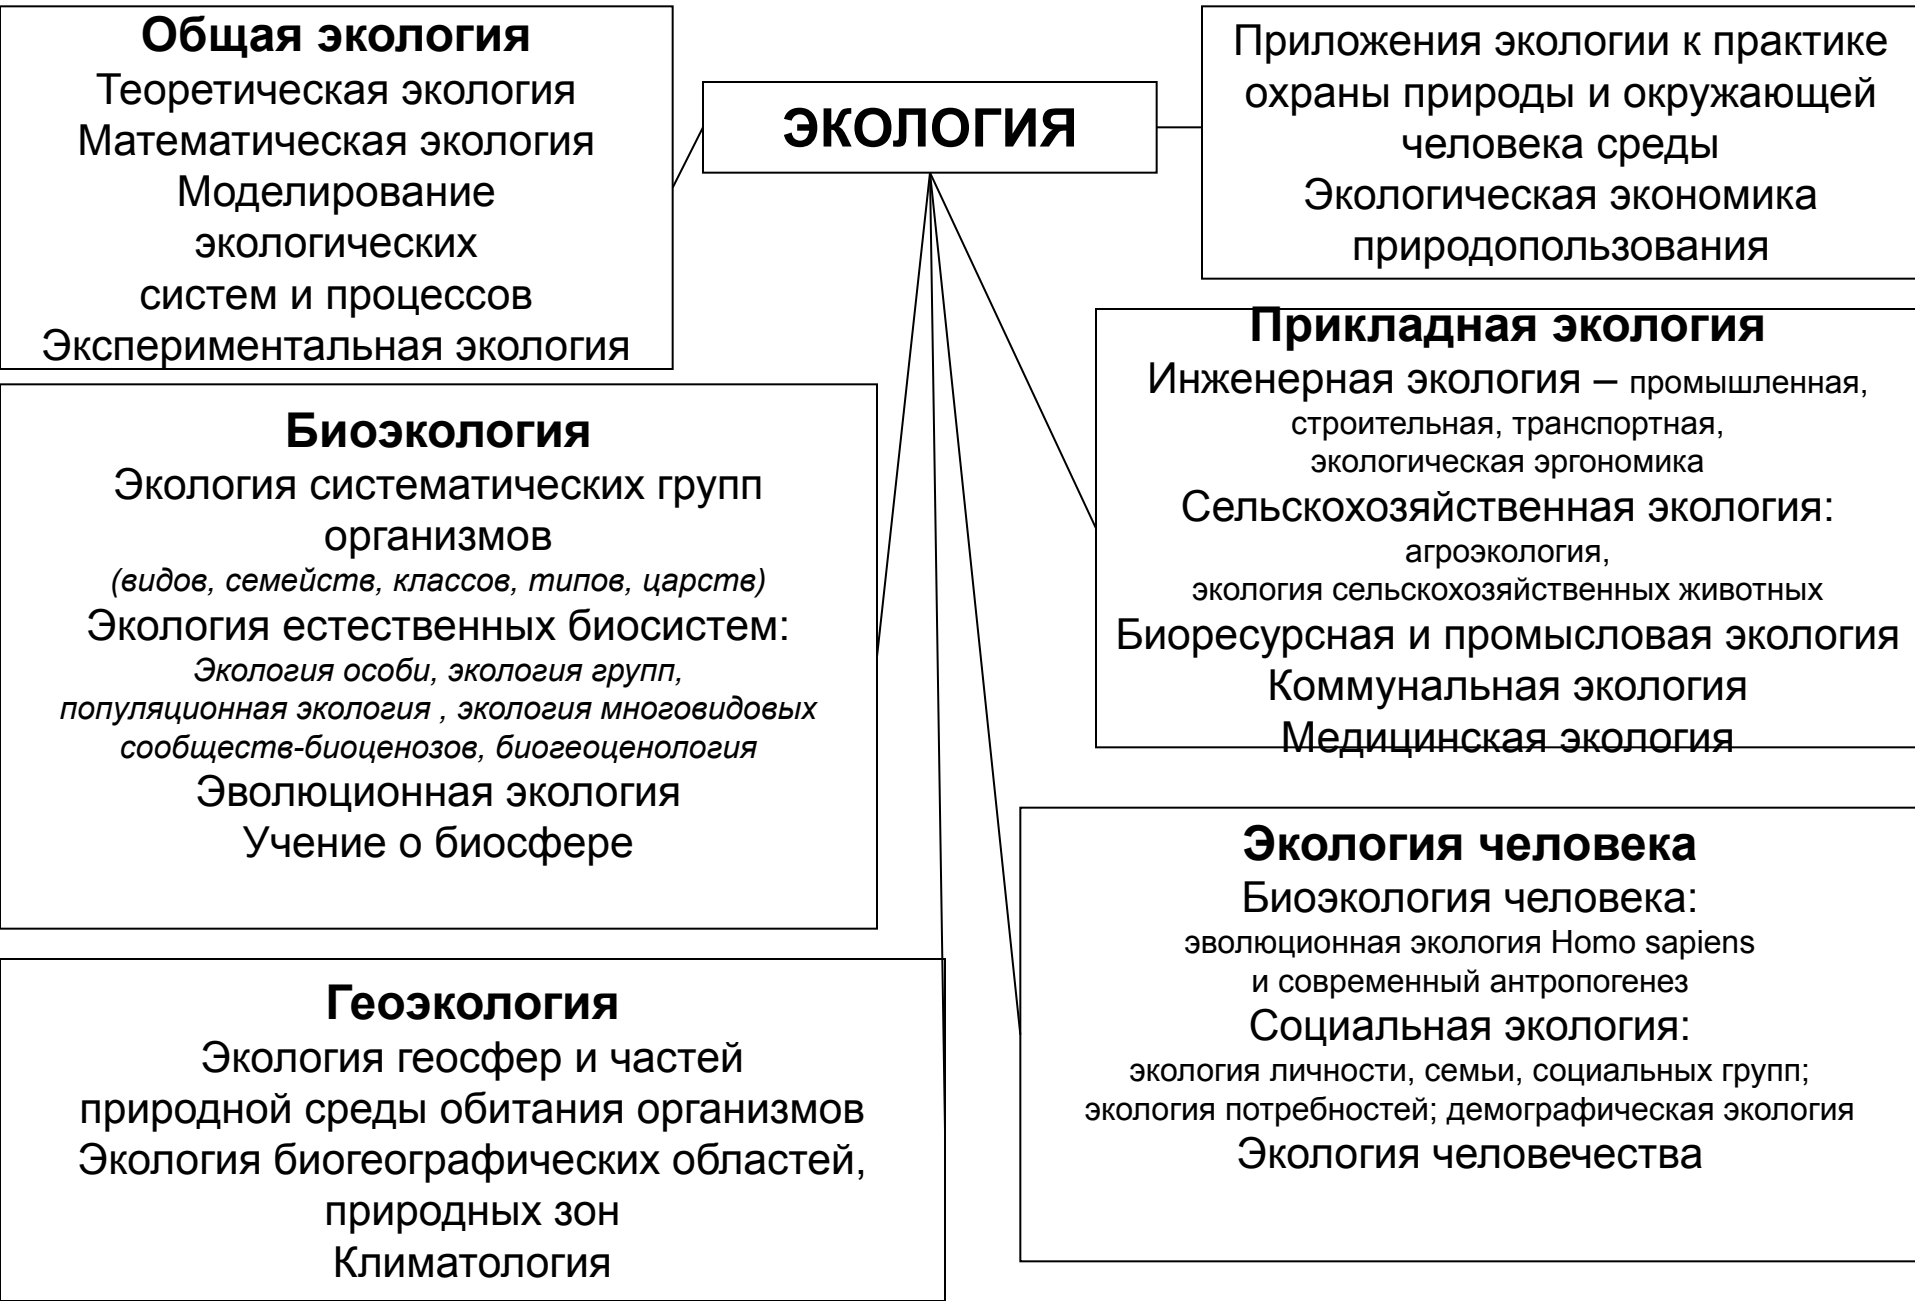 Общая экология
Теоретическая экология
Математическая экология
Моделирование
экологических
систем и процессов
Экспериментальная экология
ЭКОЛОГИЯ
Приложения экологии к практике
охраны природы и окружающей
человека среды
Экологическая экономика
природопользования
Биоэкология
Экология систематических групп
организмов
(видов, семейств, классов, типов, царств)
Экология естественных биосистем:
Экология особи, экология групп,
популяционная экология , экология многовидовых
сообществ-биоценозов, биогеоценология
Эволюционная экология
Учение о биосфере
Прикладная экология
Инженерная экология – промышленная,
строительная, транспортная,
экологическая эргономика
Сельскохозяйственная экология:
агроэкология,
экология сельскохозяйственных животных
Биоресурсная и промысловая экология
Коммунальная экология
Медицинская экология
Геоэкология
Экология геосфер и частей
природной среды обитания организмов
Экология биогеографических областей,
природных зон
Климатология
Экология человека
Биоэкология человека:
эволюционная экология Homo sapiens
и современный антропогенез
Социальная экология:
экология личности, семьи, социальных групп;
экология потребностей; демографическая экология
Экология человечества